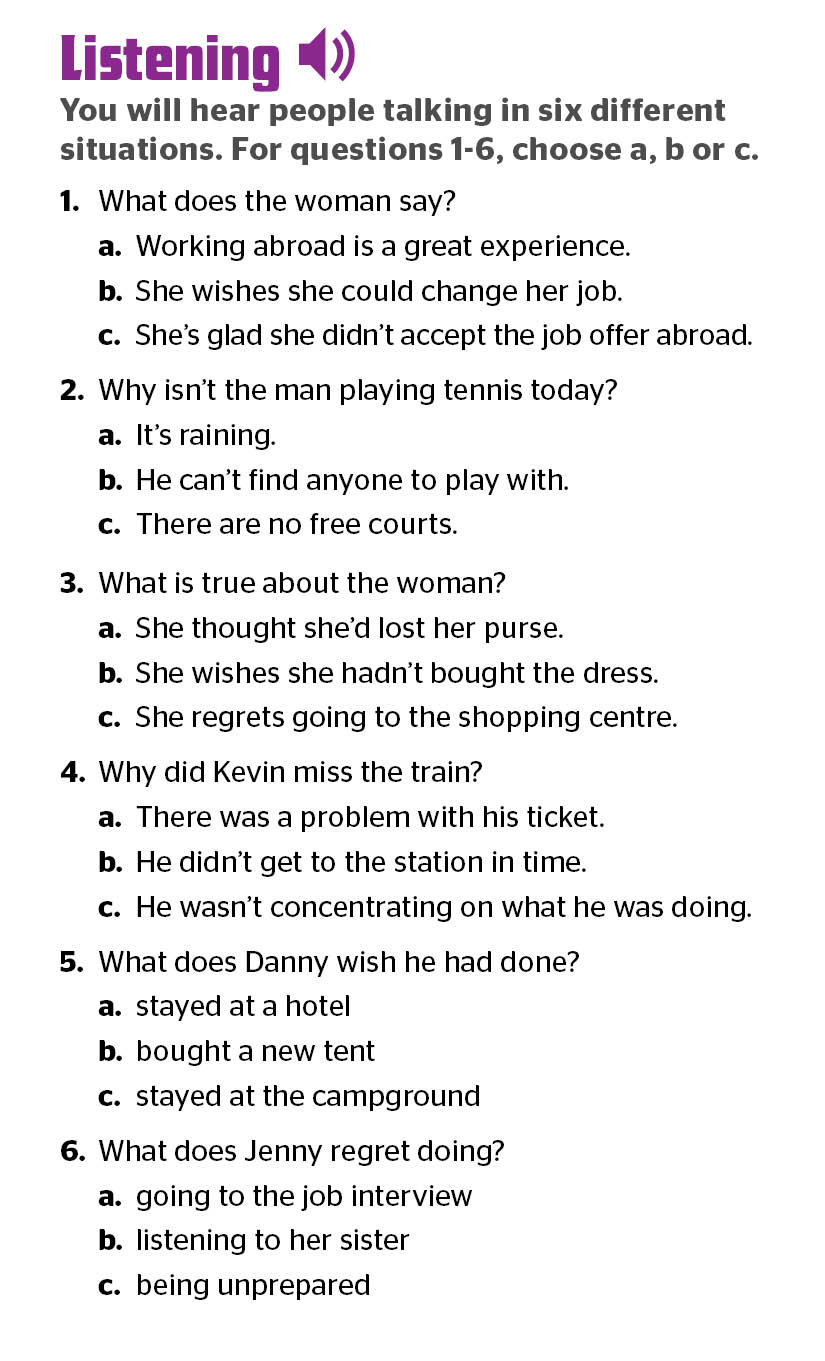 Listening
You will hear people talking in six different
situations. For questions 1-6, choose a, b or c.
1. What does the woman say?
a. Working abroad is a great experience.
b. She wishes she could change her job.
c. She's glad she didn't accept the job offer abroad.
2. Why isn't the man playing tennis today?
a. It's raining.
b. He can't find anyone to play with.
c. There are no free courts.
3. What is true about the woman?
a. She thought she'd lost her purse.
b. She wishes she hadn't bought the dress.
c. She regrets going to the shopping centre.
4. Why did Kevin miss the train?
a. There was a problem with his ticket.
b. He didn't get to the station in time.
c. He wasn't concentrating on what he was doing.
5. What does Danny wish he had done?
a. stayed at a hotel
b. bought a new tent
c. stayed at the campground
6. What does Jenny regret doing?
a. going to the job interview
b. listening to her sister
c. being unprepared